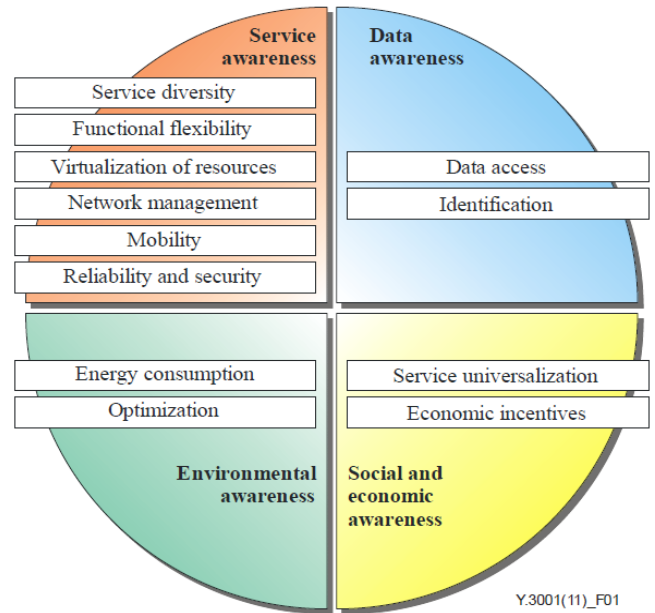 Service
awareness
Service diversity
Functional flexibility
Virtualization of resources
Network management
Mobility
Reliability and security
Data
awareness
Data access
Identification
Energy consumption
Optimization
Environmental
awareness
Service universalization
Economic incentives
Social and
economic
awareness
Y.3001(11)_F01